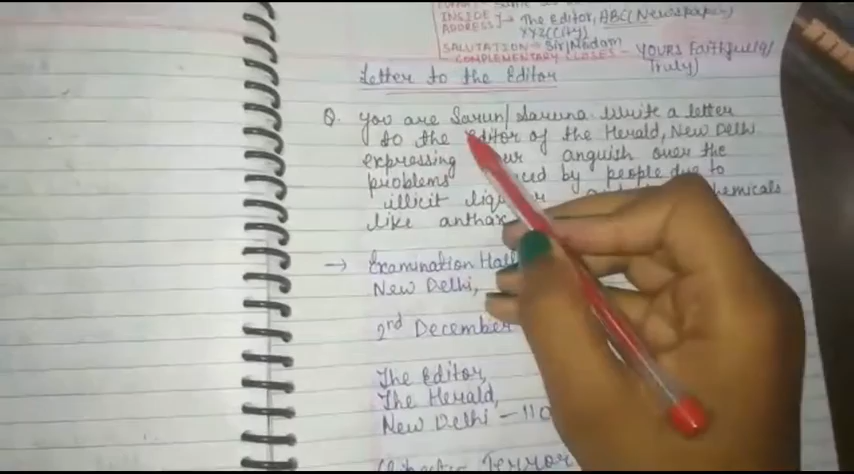 INSIDE ADDRESS } → The Editor, ABC (Newspaper)
XYZ (City)
SALUTATION → Sir/Madam
COMPLEMENTARY CLOSES – YOURS Faithfully/
Truly)
Letter to the Editor
Q. You are Sarun/Saruna. Write a letter
to the Editor of the Herald, New Delhi
expressing anguish over the
problems by people due to
illicit chemicals
like
→ Examination Hall
New Delhi,
2nd December
The Editor,
The Herald,
New Delhi – 110
Terror